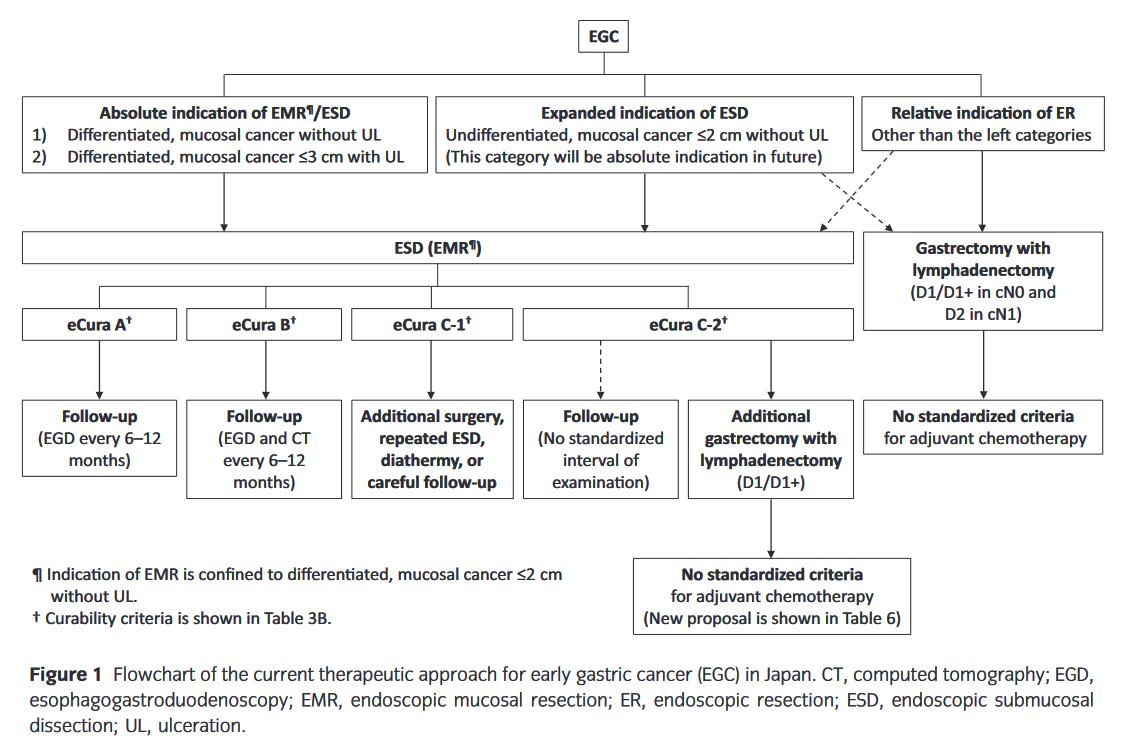 EGC
Absolute indication of EMR¶/ESD
1) Differentiated, mucosal cancer without UL
2) Differentiated, mucosal cancer ≤3 cm with UL
Expanded indication of ESD
Undifferentiated, mucosal cancer ≤2 cm without UL
(This category will be absolute indication in future)
Relative indication of ER
Other than the left categories
ESD (EMR¶)
Gastrectomy with
lymphadenectomy
(D1/D1+ in cN0 and
D2 in cN1)
eCura A†
eCura B†
eCura C-1†
eCura C-2†
Follow-up
(EGD every 6–12
months)
Follow-up
(EGD and CT
every 6–12
months)
Additional surgery,
repeated ESD,
diathermy, or
careful follow-up
Follow-up
(No standardized
interval of
examination)
Additional
gastrectomy with
lymphadenectomy
(D1/D1+)
No standardized criteria
for adjuvant chemotherapy
No standardized criteria
for adjuvant chemotherapy
(New proposal is shown in Table 6)
¶ Indication of EMR is confined to differentiated, mucosal cancer ≤2 cm
without UL.
† Curability criteria is shown in Table 3B.
Figure 1 Flowchart of the current therapeutic approach for early gastric cancer (EGC) in Japan. CT, computed tomography; EGD,
esophagogastroduodenoscopy; EMR, endoscopic mucosal resection; ER, endoscopic resection; ESD, endoscopic submucosal
dissection; UL, ulceration.